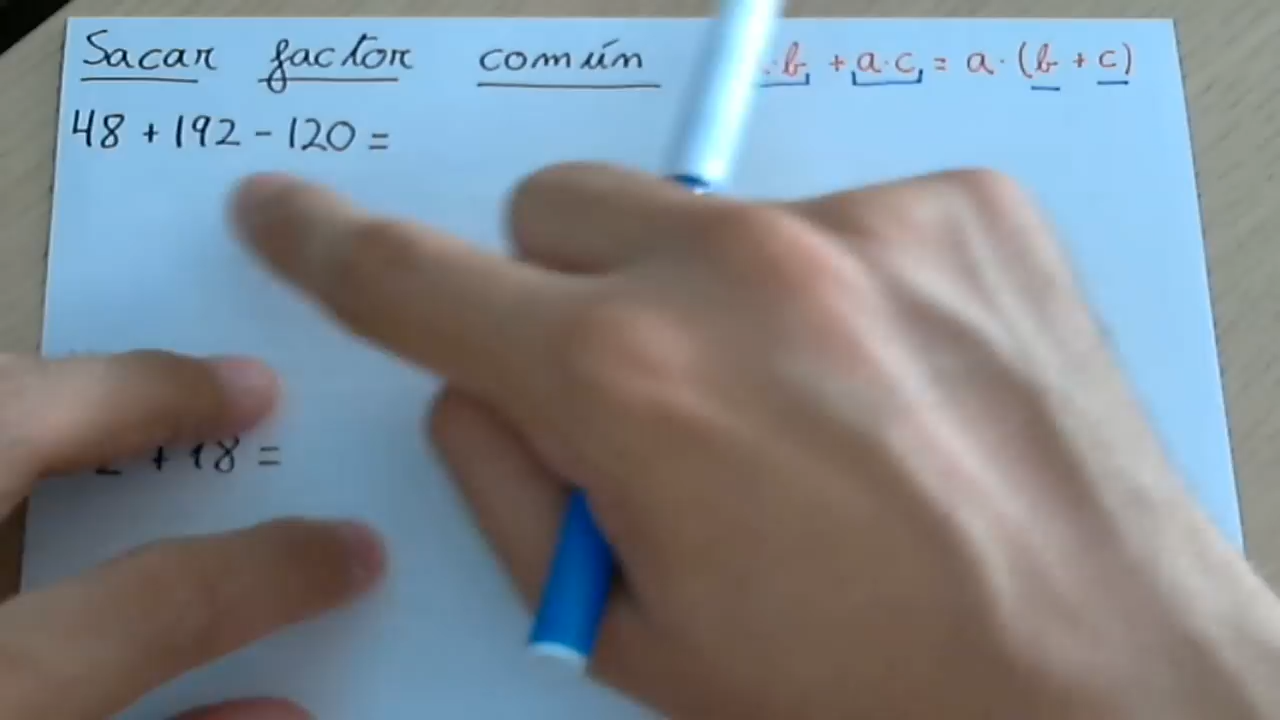 Sacar factor común · b + a · c = a · (b + c)
48 + 192 - 120 =
+ 18 =